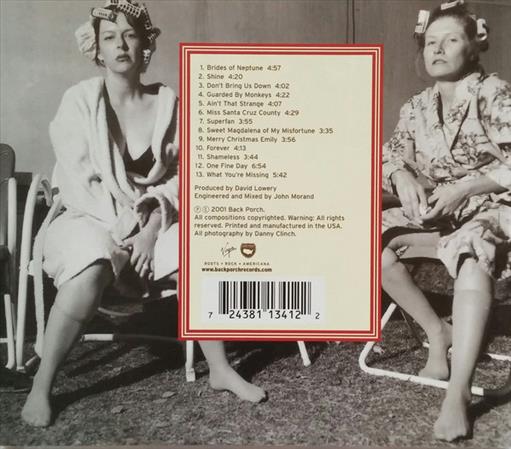 1. Brides of Neptune 4:57
2. Shine 4:20
3. Don't Bring Us Down 4:02
4. Guarded By Monkeys 4:22
5. Ain't That Strange 4:07
6. Miss Santa Cruz County 4:29
7. Superfan 3:55
8. Sweet Magdalena of My Misfortune 3:35
9. Merry Christmas Emily 3:56
10. Forever 4:13
11. Shameless 3:44
12. One Fine Day 6:54
13. What You're Missing 5:42
Produced by David Lowery
Engineered and Mixed by John Morand
Ⓟ © 2001 Back Porch.
All compositions copyrighted. Warning: All rights
reserved. Printed and manufactured in the USA.
All photography by Danny Clinch.
Virgin
ROOTS • ROCK • AMERICANA
www.backporchrecords.com
7 24381 13412 2